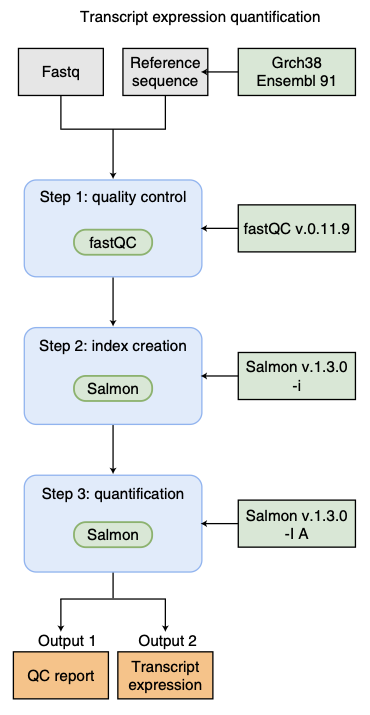 Transcript expression quantification
Fastq
Reference
sequence
Grch38
Ensembl 91
Step 1: quality control
fastQC
fastQC v.0.11.9
Step 2: index creation
Salmon
Salmon v.1.3.0
-i
Step 3: quantification
Salmon
Salmon v.1.3.0
-l A
Output 1
Output 2
QC report
Transcript
expression